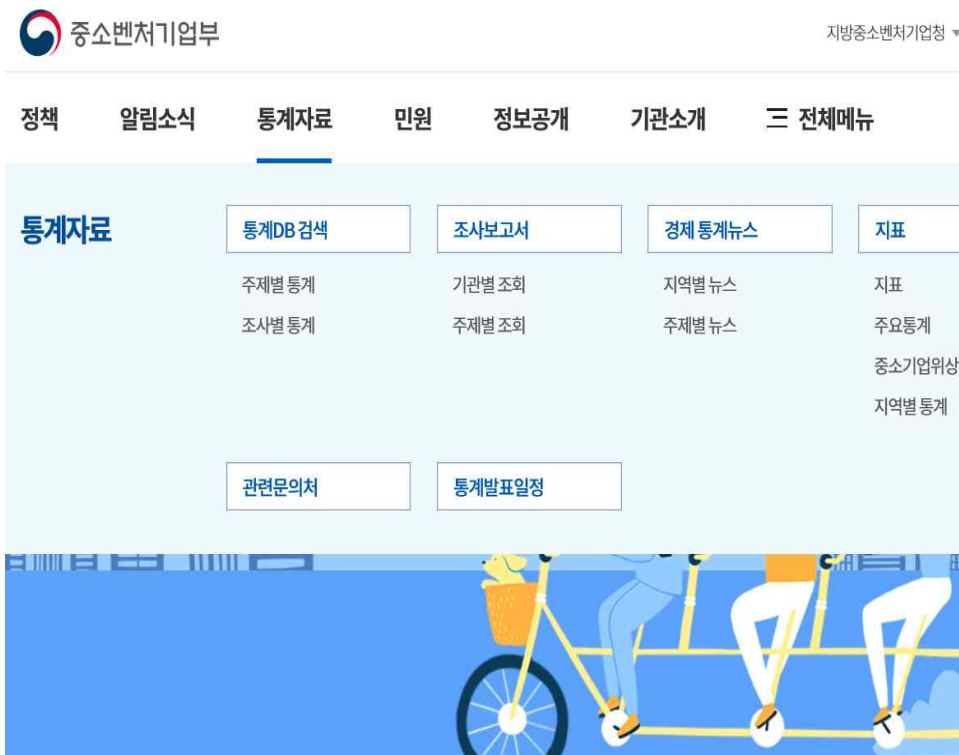 중소벤처기업부
지방중소벤처기업청 ▼
정책 알림소식 통계자료 민원 정보공개 기관소개 전체메뉴
통계자료
통계DB 검색 조사보고서 경제 통계뉴스 지표
주제별 통계 기관별 조회 지역별 뉴스 지표
조사별 통계 주제별 조회 주제별 뉴스 주요통계
중소기업위상
지역별 통계
관련문의처 통계발표일정